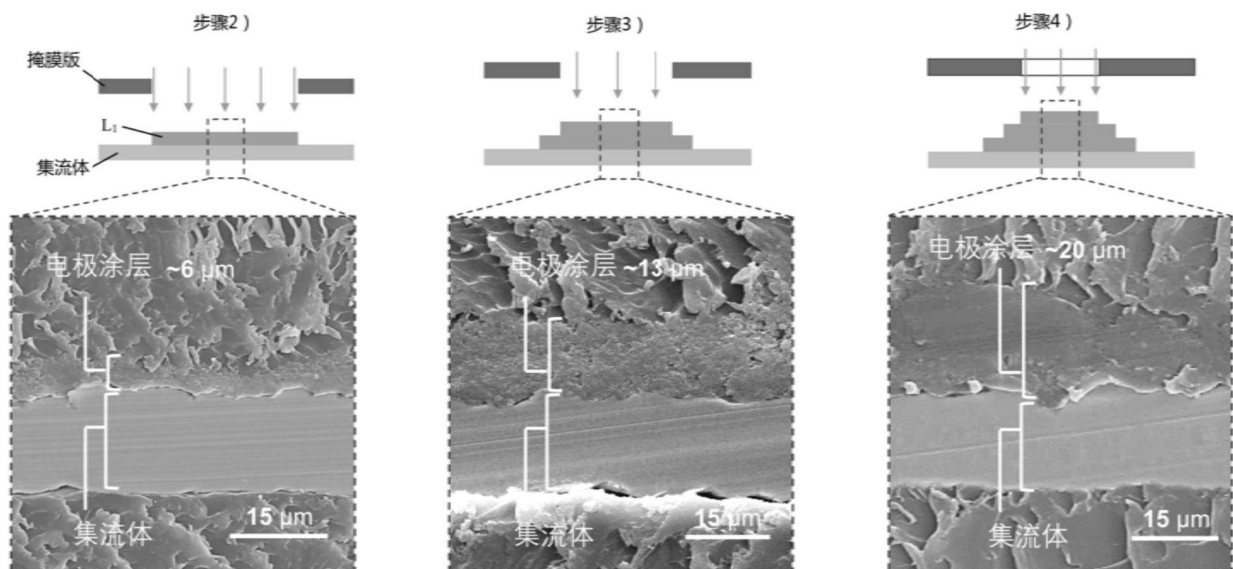 步骤2）
步骤3）
步骤4）
掩膜版
L₁
集流体
电极涂层 ~6 μm
集流体
15 μm
电极涂层 ~13 μm
集流体
15 μm
电极涂层 ~20 μm
集流体
15 μm